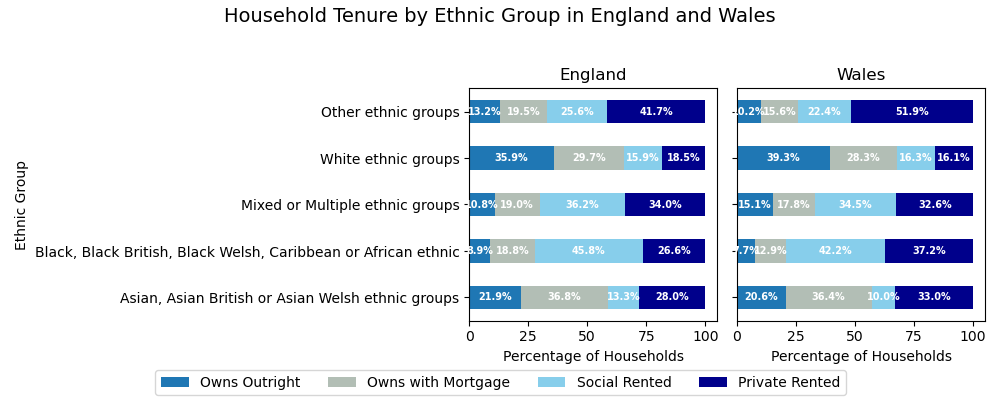 Household Tenure by Ethnic Group in England and Wales
England
Wales
Ethnic Group
Other ethnic groups
13.2% 19.5% 25.6% 41.7%
10.2% 15.6% 22.4% 51.9%
White ethnic groups
35.9% 29.7% 15.9% 18.5%
39.3% 28.3% 16.3% 16.1%
Mixed or Multiple ethnic groups
10.8% 19.0% 36.2% 34.0%
15.1% 17.8% 34.5% 32.6%
Black, Black British, Black Welsh, Caribbean or African ethnic
8.9% 18.8% 45.8% 26.6%
7.7% 12.9% 42.2% 37.2%
Asian, Asian British or Asian Welsh ethnic groups
21.9% 36.8% 13.3% 28.0%
20.6% 36.4% 10.0% 33.0%
0 25 50 75 100
0 25 50 75 100
Percentage of Households
Percentage of Households
Owns Outright
Owns with Mortgage
Social Rented
Private Rented